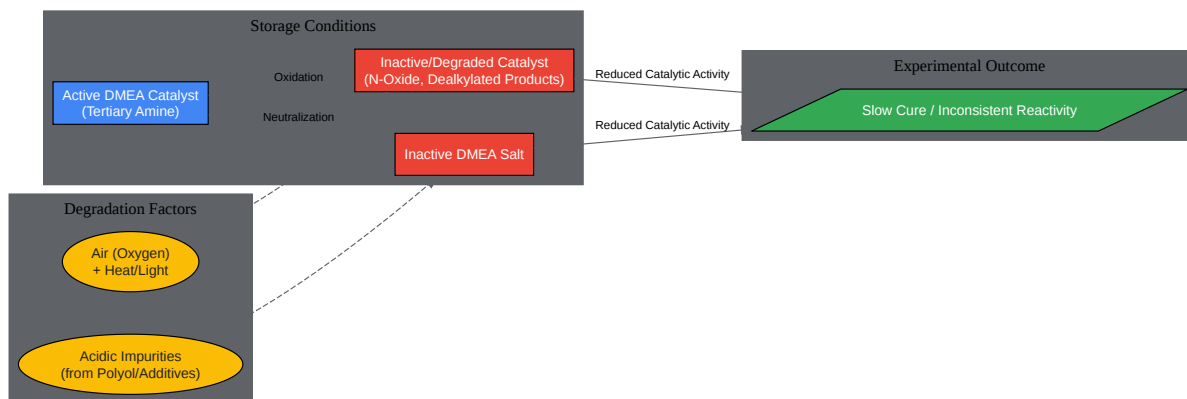 Storage Conditions
Active DMEA Catalyst
(Tertiary Amine)
Oxidation
Neutralization
Inactive/Degraded Catalyst
(N-Oxide, Dealkylated Products)
Inactive DMEA Salt
Reduced Catalytic Activity
Reduced Catalytic Activity
Experimental Outcome
Slow Cure / Inconsistent Reactivity
Degradation Factors
Air (Oxygen)
+ Heat/Light
Acidic Impurities
(from Polyol/Additives)